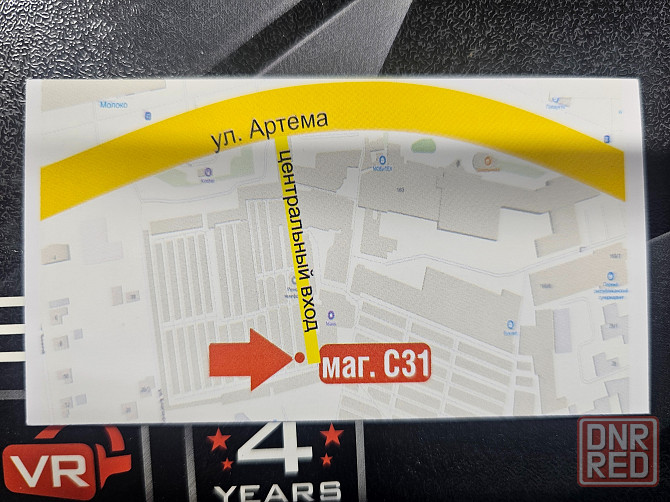 Молоко
ул. Артема
центральный вход
маг. С31
VR
4
YEARS
DNR
RED